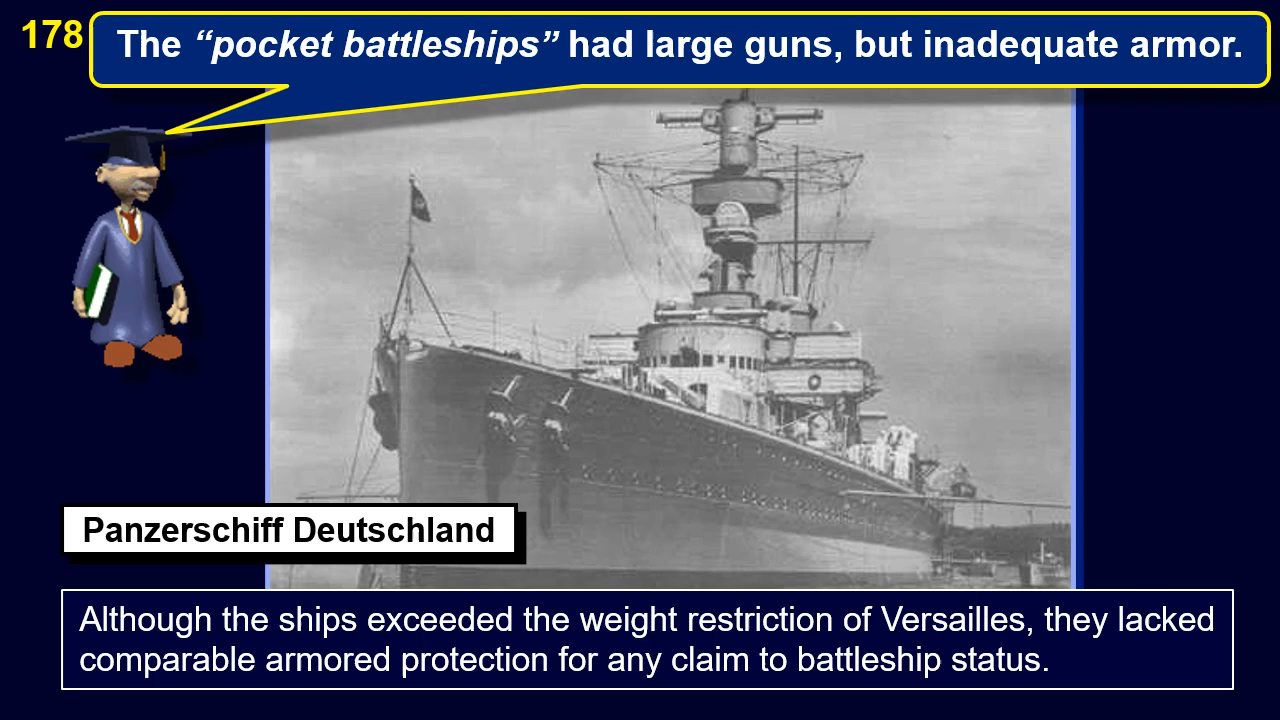 178
The “pocket battleships” had large guns, but inadequate armor.
Panzerschiff Deutschland
Although the ships exceeded the weight restriction of Versailles, they lacked
comparable armored protection for any claim to battleship status.